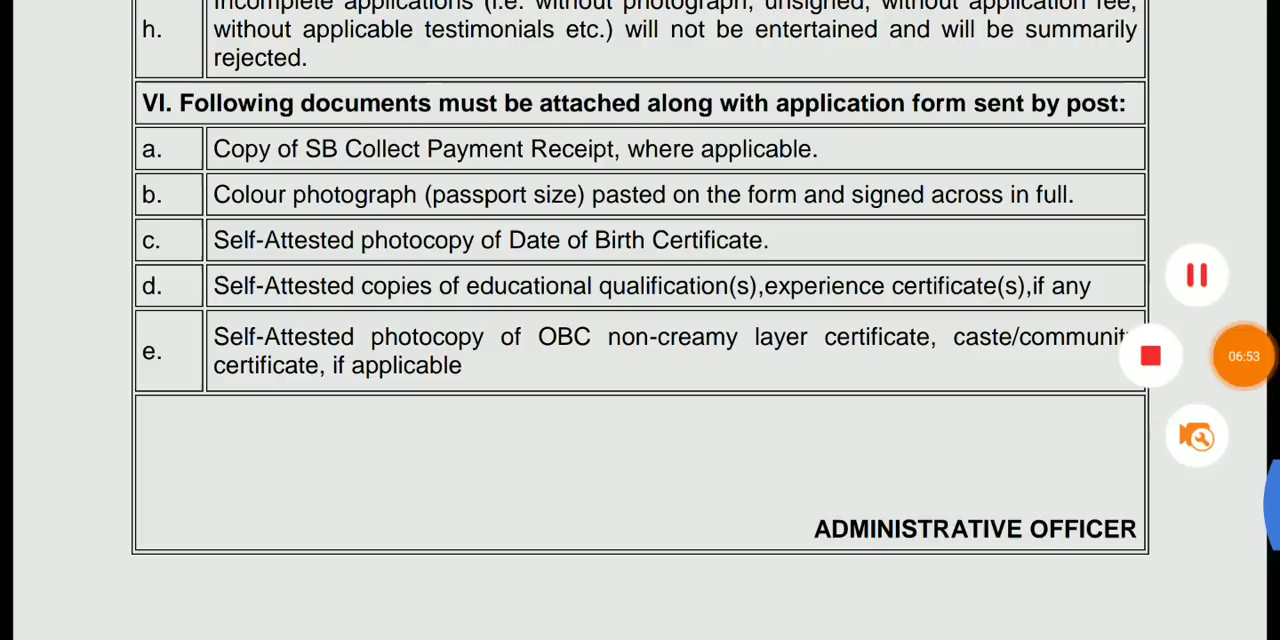 Incomplete applications (i.e. without photograph, unsigned, without application fee,
h. without applicable testimonials etc.) will not be entertained and will be summarily
rejected.
VI. Following documents must be attached along with application form sent by post:
a. Copy of SB Collect Payment Receipt, where applicable.
b. Colour photograph (passport size) pasted on the form and signed across in full.
c. Self-Attested photocopy of Date of Birth Certificate.
d. Self-Attested copies of educational qualification(s),experience certificate(s),if any
Self-Attested photocopy of OBC non-creamy layer certificate, caste/community
e. certificate, if applicable
06:53
ADMINISTRATIVE OFFICER